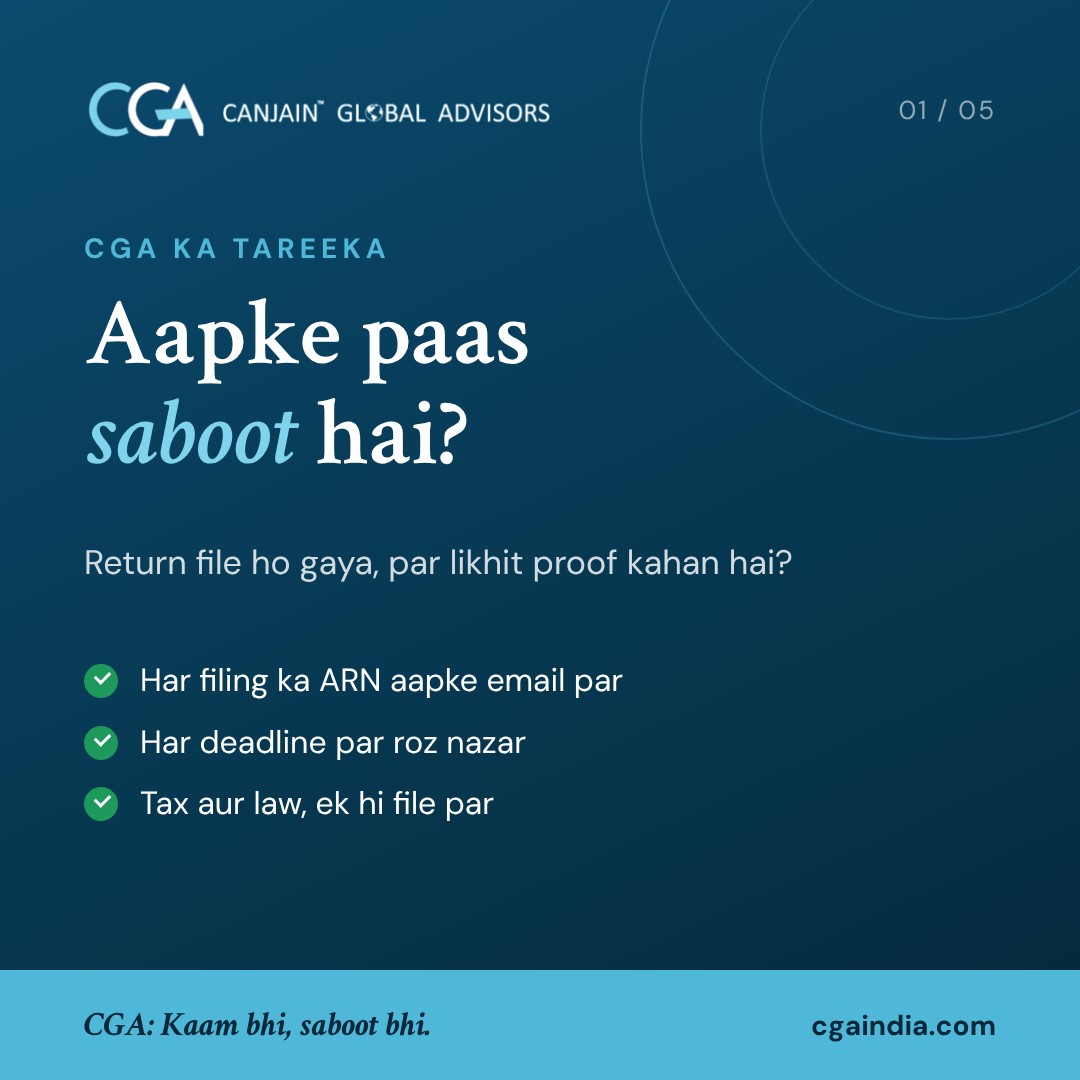 CGA CANJAIN™ GLOBAL ADVISORS
01 / 05
CGA KA TAREEKA
Aapke paas
saboot hai?
Return file ho gaya, par likhit proof kahan hai?
Har filing ka ARN aapke email par
Har deadline par roz nazar
Tax aur law, ek hi file par
CGA: Kaam bhi, saboot bhi.
cgaindia.com